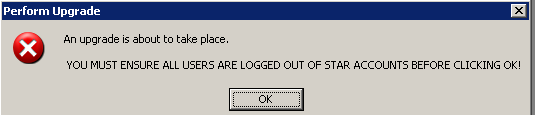 Perform Upgrade
An upgrade is about to take place.
YOU MUST ENSURE ALL USERS ARE LOGGED OUT OF STAR ACCOUNTS BEFORE CLICKING OK!
OK